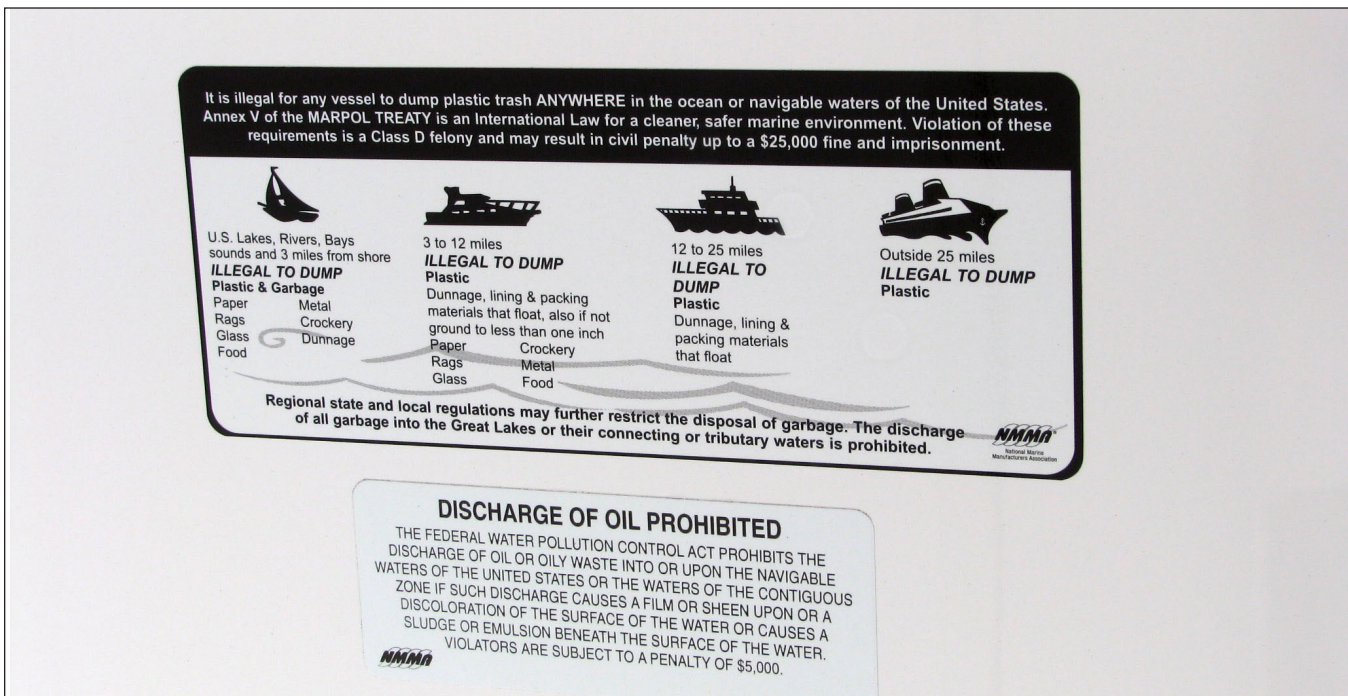 It is illegal for any vessel to dump plastic trash ANYWHERE in the ocean or navigable waters of the United States.
Annex V of the MARPOL TREATY is an International Law for a cleaner, safer marine environment. Violation of these
requirements is a Class D felony and may result in civil penalty up to a $25,000 fine and imprisonment.
U.S. Lakes, Rivers, Bays
sounds and 3 miles from shore
ILLEGAL TO DUMP
Plastic & Garbage
Paper Metal
Rags Crockery
Glass Dunnage
Food
3 to 12 miles
ILLEGAL TO DUMP
Plastic
Dunnage, lining & packing
materials that float, also if not
ground to less than one inch
Paper Crockery
Rags Metal
Glass Food
12 to 25 miles
ILLEGAL TO
DUMP
Plastic
Dunnage, lining &
packing materials
that float
Outside 25 miles
ILLEGAL TO DUMP
Plastic
Regional state and local regulations may further restrict the disposal of garbage. The discharge
of all garbage into the Great Lakes or their connecting or tributary waters is prohibited.
NMMA®
National Marine
Manufacturers Association
DISCHARGE OF OIL PROHIBITED
THE FEDERAL WATER POLLUTION CONTROL ACT PROHIBITS THE
DISCHARGE OF OIL OR OILY WASTE INTO OR UPON THE NAVIGABLE
WATERS OF THE UNITED STATES OR THE WATERS OF THE CONTIGUOUS
ZONE IF SUCH DISCHARGE CAUSES A FILM OR SHEEN UPON OR A
DISCOLORATION OF THE SURFACE OF THE WATER OR CAUSES A
SLUDGE OR EMULSION BENEATH THE SURFACE OF THE WATER.
VIOLATORS ARE SUBJECT TO A PENALTY OF $5,000.
NMMA